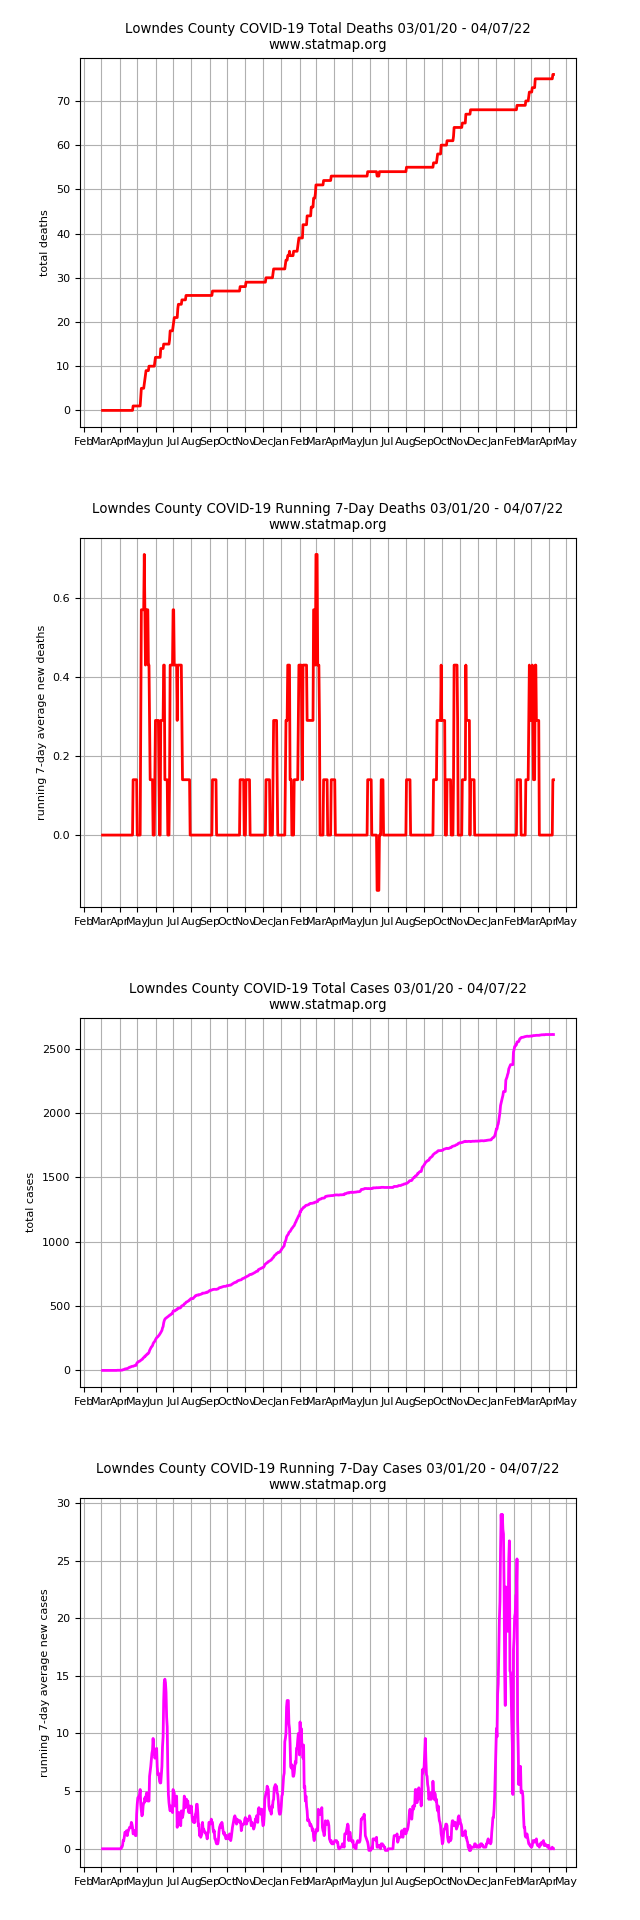 Lowndes County COVID-19 Total Deaths 03/01/20 - 04/07/22
www.statmap.org
total deaths
70
60
50
40
30
20
10
0
Feb Mar Apr May Jun Jul Aug Sep Oct Nov Dec Jan Feb Mar Apr May Jun Jul Aug Sep Oct Nov Dec Jan Feb Mar Apr May
Lowndes County COVID-19 Running 7-Day Deaths 03/01/20 - 04/07/22
www.statmap.org
running 7-day average new deaths
0.6
0.4
0.2
0.0
Feb Mar Apr May Jun Jul Aug Sep Oct Nov Dec Jan Feb Mar Apr May Jun Jul Aug Sep Oct Nov Dec Jan Feb Mar Apr May
Lowndes County COVID-19 Total Cases 03/01/20 - 04/07/22
www.statmap.org
total cases
2500
2000
1500
1000
500
0
Feb Mar Apr May Jun Jul Aug Sep Oct Nov Dec Jan Feb Mar Apr May Jun Jul Aug Sep Oct Nov Dec Jan Feb Mar Apr May
Lowndes County COVID-19 Running 7-Day Cases 03/01/20 - 04/07/22
www.statmap.org
running 7-day average new cases
30
25
20
15
10
5
0
Feb Mar Apr May Jun Jul Aug Sep Oct Nov Dec Jan Feb Mar Apr May Jun Jul Aug Sep Oct Nov Dec Jan Feb Mar Apr May